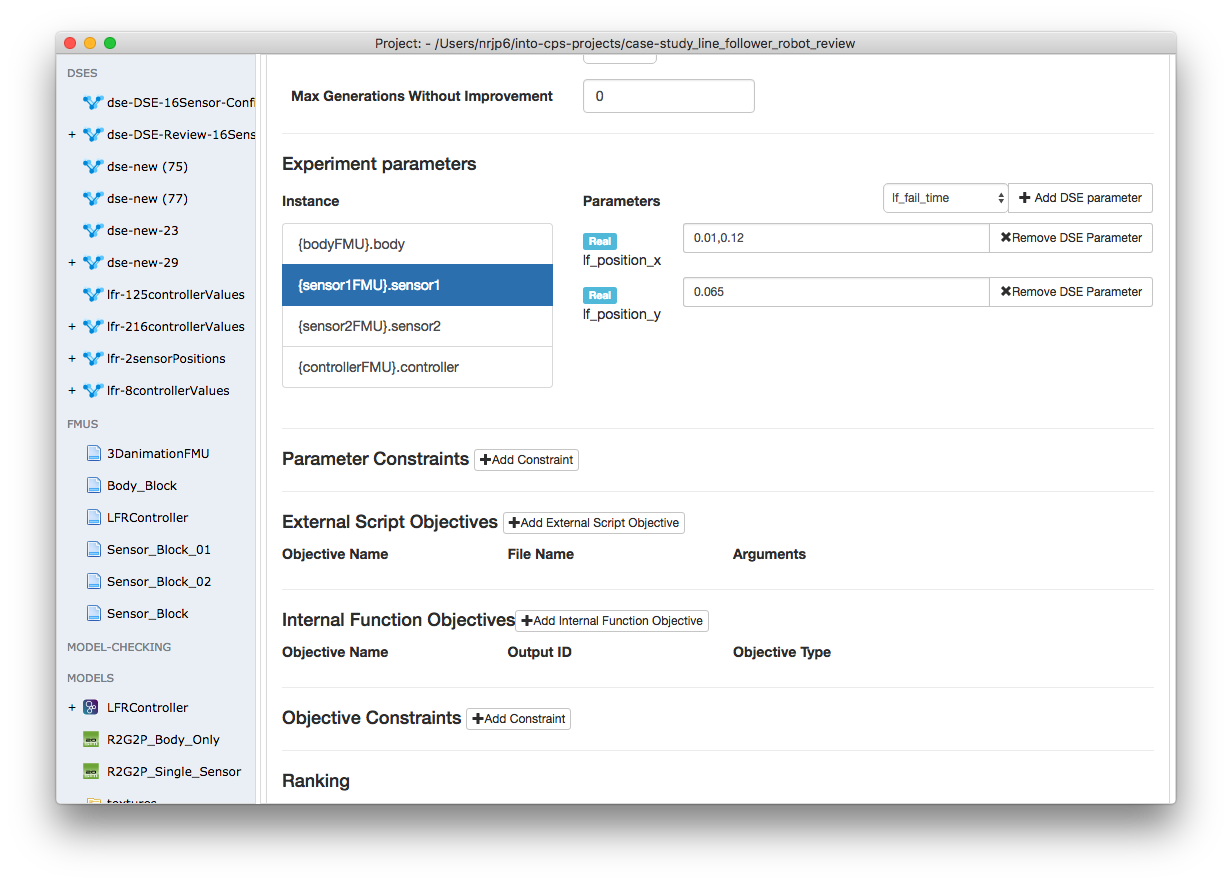 Project: - /Users/nrjp6/into-cps-projects/case-study_line_follower_robot_review
DSES
dse-DSE-16Sensor-Confi
+ dse-DSE-Review-16Sens
dse-new (75)
dse-new (77)
dse-new-23
+ dse-new-29
lfr-125controllerValues
+ lfr-216controllerValues
+ lfr-2sensorPositions
+ lfr-8controllerValues
FMUS
3DanimationFMU
Body_Block
LFRController
Sensor_Block_01
Sensor_Block_02
Sensor_Block
MODEL-CHECKING
MODELS
+ LFRController
R2G2P_Body_Only
R2G2P_Single_Sensor
textures
Max Generations Without Improvement 0
Experiment parameters
Instance
{bodyFMU}.body
{sensor1FMU}.sensor1
{sensor2FMU}.sensor2
{controllerFMU}.controller
Parameters lf_fail_time Add DSE parameter
Real
lf_position_x 0.01,0.12 Remove DSE Parameter
Real
lf_position_y 0.065 Remove DSE Parameter
Parameter Constraints Add Constraint
External Script Objectives Add External Script Objective
Objective Name File Name Arguments
Internal Function Objectives Add Internal Function Objective
Objective Name Output ID Objective Type
Objective Constraints Add Constraint
Ranking